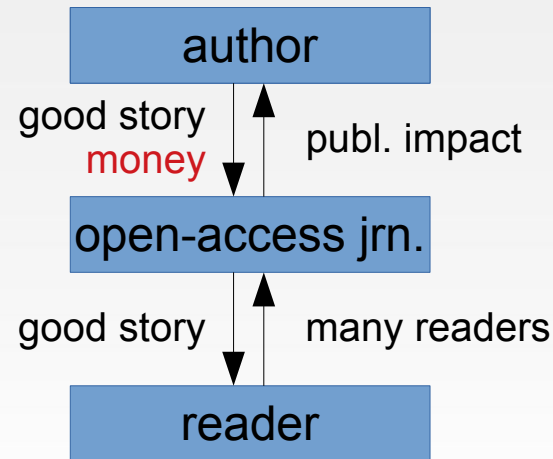 author
good story
money
publ. impact
open-access jrn.
good story
many readers
reader